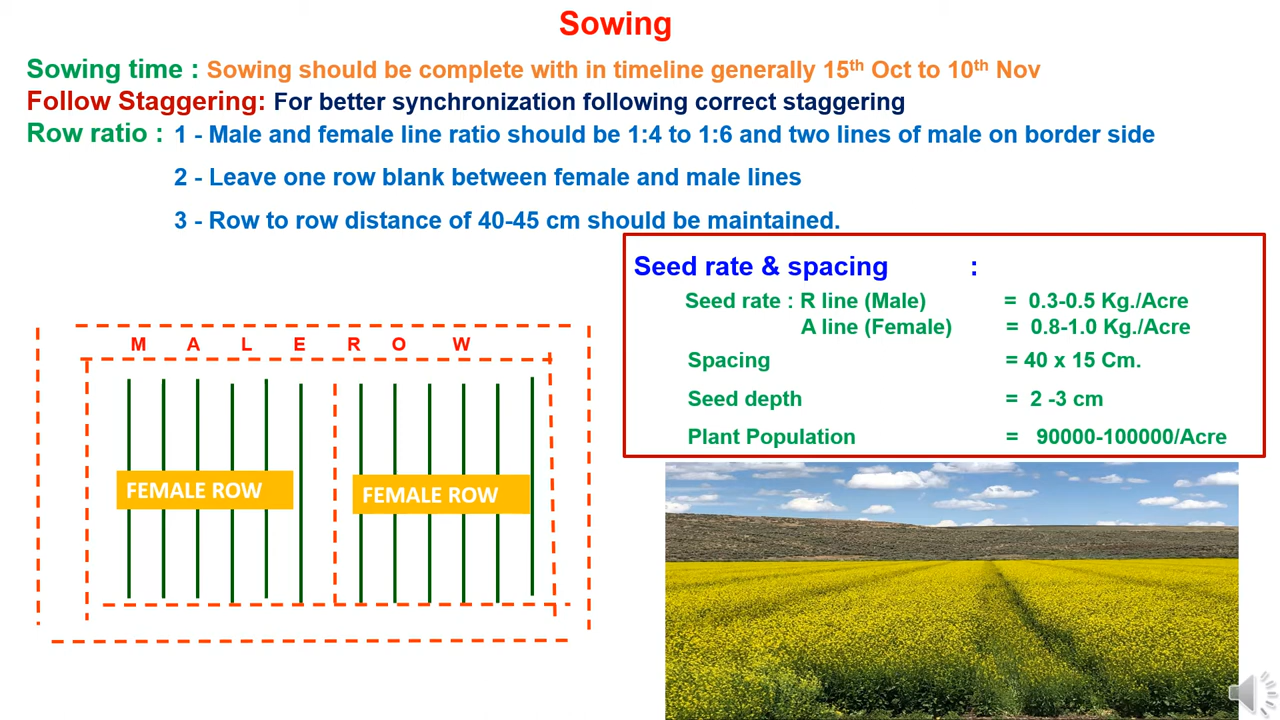 Sowing
Sowing time : Sowing should be complete with in timeline generally 15th Oct to 10th Nov
Follow Staggering: For better synchronization following correct staggering
Row ratio : 1 - Male and female line ratio should be 1:4 to 1:6 and two lines of male on border side
2 - Leave one row blank between female and male lines
3 - Row to row distance of 40-45 cm should be maintained.
Seed rate & spacing :
Seed rate : R line (Male) = 0.3-0.5 Kg./Acre
A line (Female) = 0.8-1.0 Kg./Acre
Spacing = 40 x 15 Cm.
Seed depth = 2 -3 cm
Plant Population = 90000-100000/Acre
M A L E R O W
FEMALE ROW
FEMALE ROW